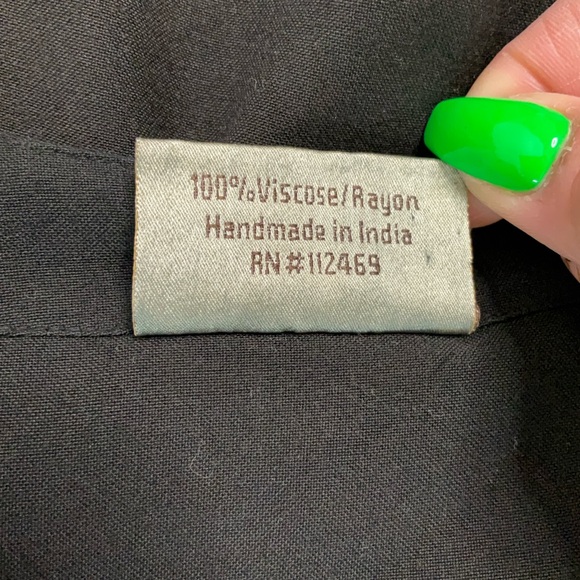 100%Viscose/Rayon
Handmade in India
RN#112469